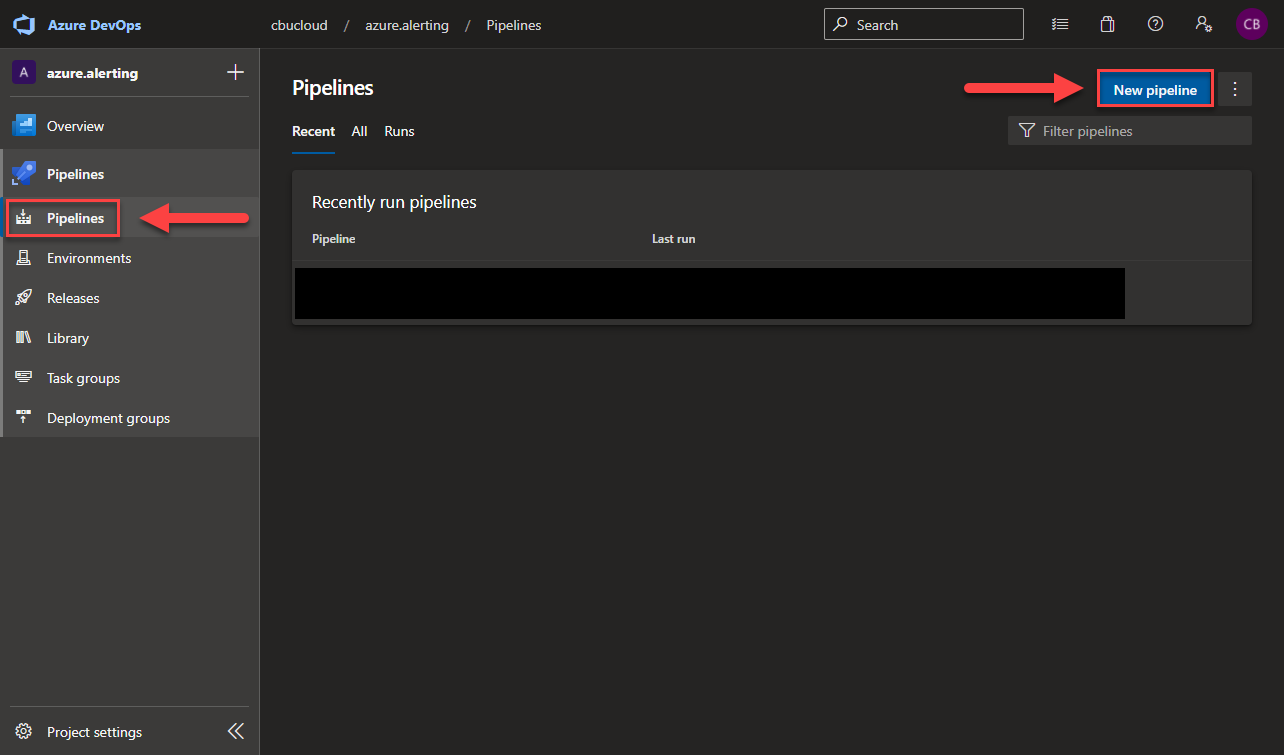 Azure DevOps
cbucloud / azure.alerting / Pipelines
Search
CB
A azure.alerting
Overview
Pipelines
Pipelines
Environments
Releases
Library
Task groups
Deployment groups
Project settings
Pipelines
New pipeline
Recent All Runs
Filter pipelines
Recently run pipelines
Pipeline Last run